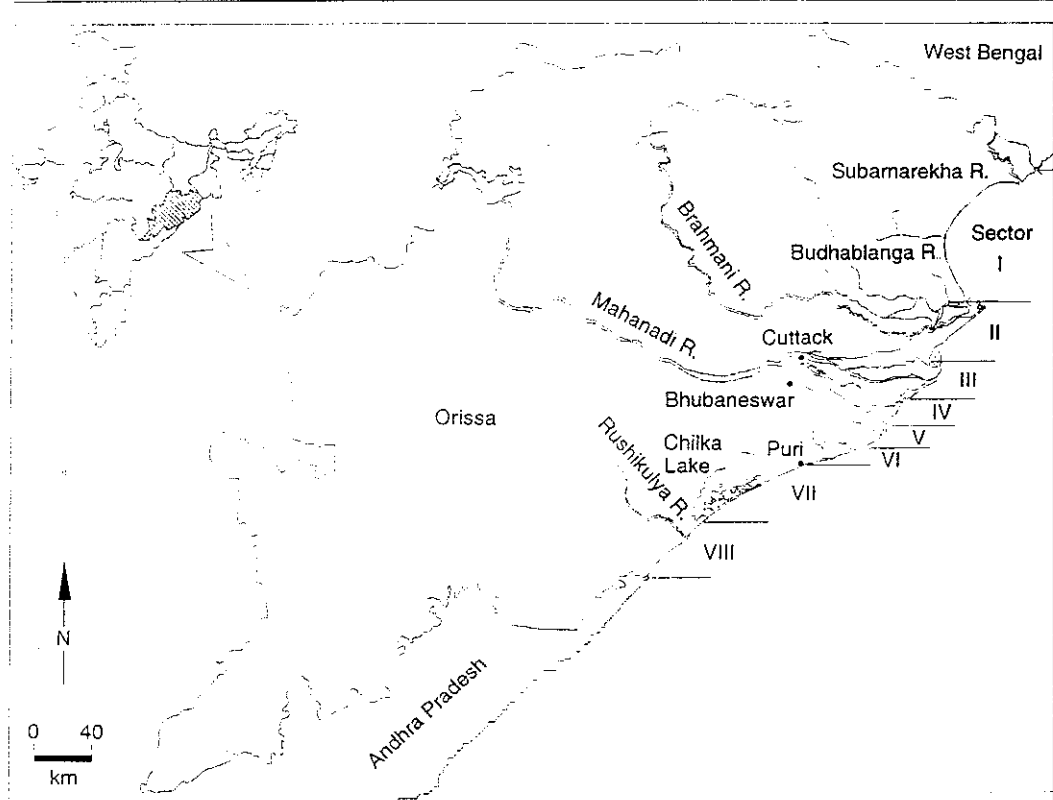 West Bengal
Subarnarekha R.
Sector
Budhablanga R.
I
Brahmani R.
II
Mahanadi R.
Cuttack
III
Bhubaneswar
IV
Orissa
V
Chilka
Lake
Puri
VI
Rushikulya R.
VII
VIII
N
Andhra Pradesh
0 40
km